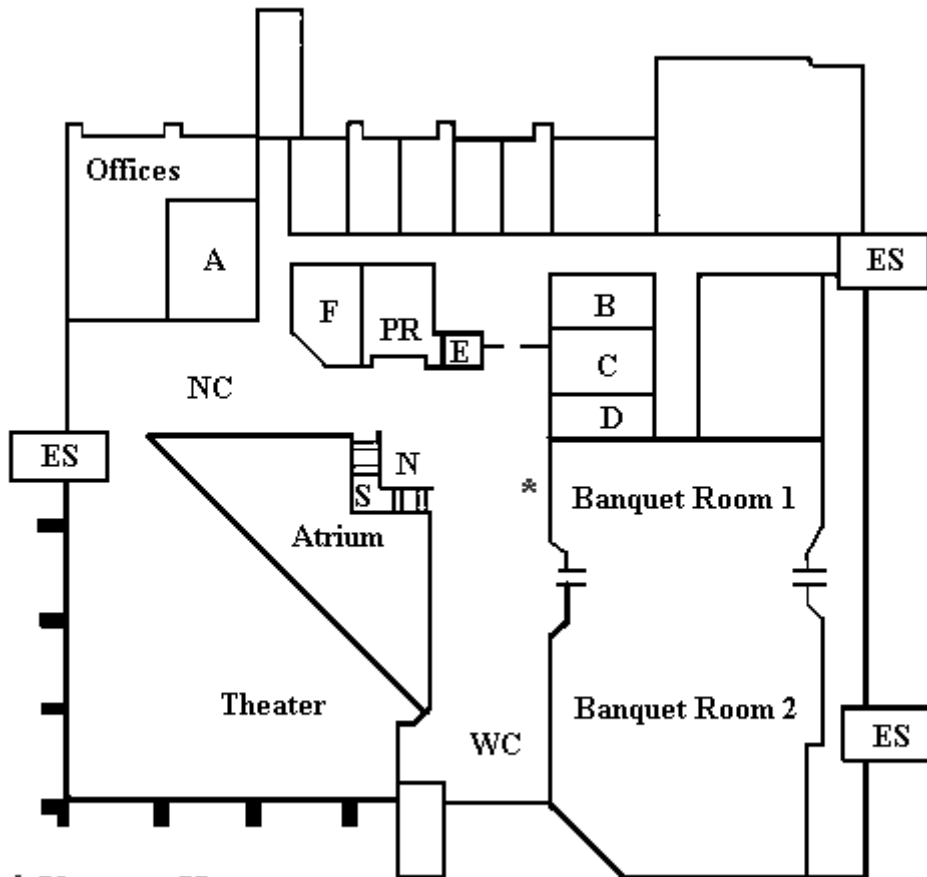 Offices
A
ES
B
F
PR
E
C
NC
D
ES
N
*
S
Banquet Room 1
Atrium
Theater
Banquet Room 2
WC
ES